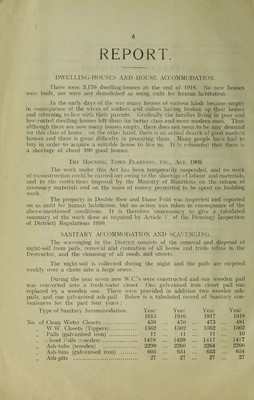 6
REPORT.
DWELLING-HOUSES AND HOUSE ACCOMMODATION.
There were 3,170 dwelling-houses at the end of 1918. No new houses
were built, nor were any demolished as being unfit for human habitation.
In the early days of the war many houses of various kinds became empty
in consequence of the wives of soldiers and sailors having broken up their homes
and returning to live with their parents. Gradually the families living in poor and
low-rented dwelling houses left them for better class and more modern ones. Thus
although there are now many houses empty, there does not seem to be any demand
for this class of house; on the other hand, there is an actual dearth of good modern
houses and there is great difficulty in procuring them. Many people have had to
buy in order to acquire a suitable house to live in. It is estimated that there is
a shortage of about 100 good houses.
The Housing, Town Planning, etc., Act, 1909.
The work under this Act has been temporarily suspended, and no work
of reconstruction could be carried out owing to the shortage of labour and materials,
and to the restrictions imposed by the Ministry of Munitions on the release of
necessary materials and on the sums of money permitted to be spent on building
work.
The property in Double Row and Dams Fold was inspected and reported
on as unfit for human habitation, but no action was taken in consequence of the
above-mentioned conditions. It is therefore unnecessary to give a tabulated
summary of the work done as required by Article V. of the Housing (Inspection
of District) Regulations 1910.
SANITARY ACCOMMODATION AND SCAVENGING.
The scavenging in the District consists of the removal and disposal of
night-soil from pails, removal and cremation of all house and trade refuse in the
Destructor, and the cleansing of all roads and streets.
The night-soil is collected during the night and the pails are emptied
weekly over a chute into a large sewer.
During the year seven new W.C.'s were constructed and one wooden pail
was converted into a fresh-water closet. One galvanised iron closet pail was
replaced by a wooden one. There were provided in addition two wooden ash-
pails, and one galvanised ash-pail. Below is a tabulated record of Sanitary con-
veniences for the past four years:
Type of Sanitary Accommodation. Year Year Year Year
1915 1916 1917 1918
No. of Clean Water Closets 459 470 473 481
„ W.W. Closets (Tippers) 1562 1562 1562 1562
„ Pails (galvanised iron) 11 11 11 10
„ Closet Pails (wooden) 1429 1429 1417 1417
„ Ash-tubs (wooden) 2299 2266 2264 2266
„ Ash-bins (galvanised iron) 605 651 653 654
„ Ash-pits 27 27 27 27